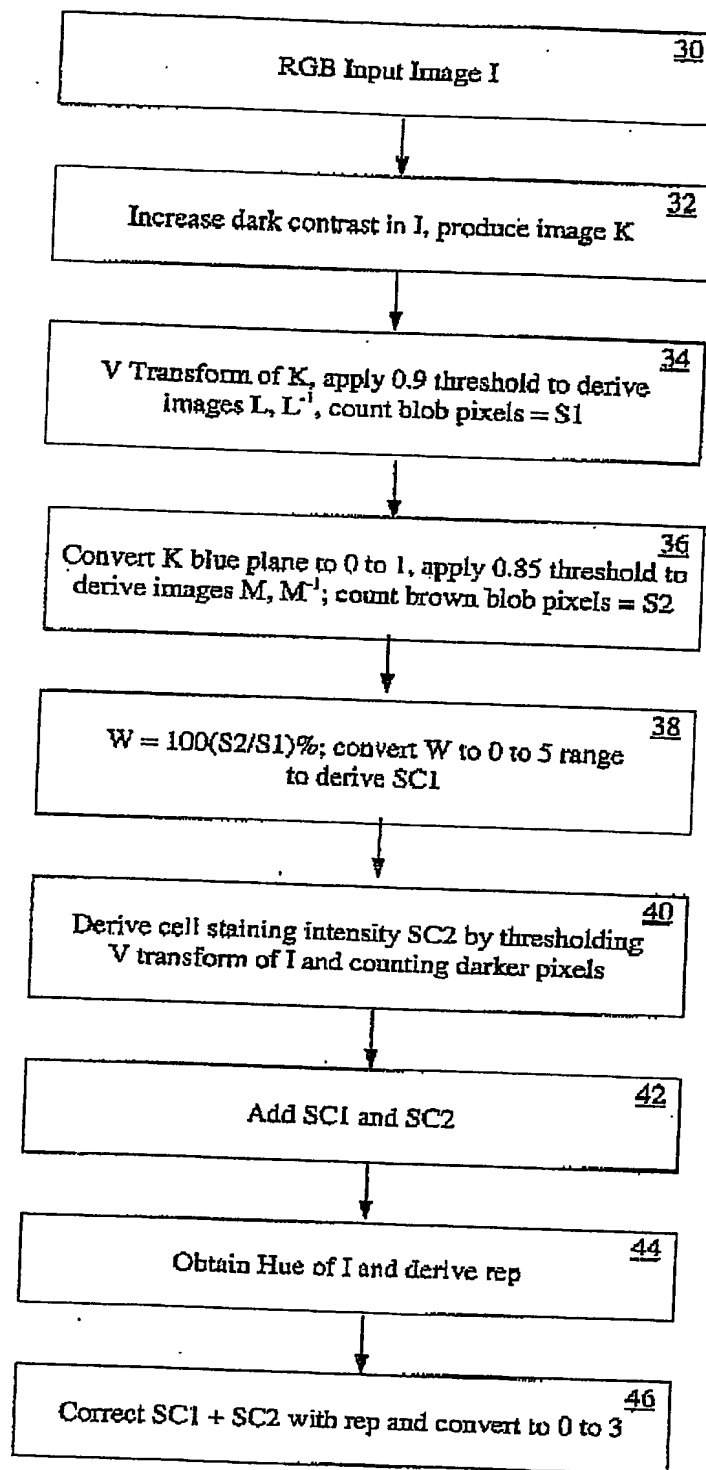 30
RGB Input Image I
32
Increase dark contrast in I, produce image K
34
V Transform of K, apply 0.9 threshold to derive
images L, L⁻¹, count blob pixels = S1
36
Convert K blue plane to 0 to 1, apply 0.85 threshold to
derive images M, M⁻¹; count brown blob pixels = S2
38
W = 100(S2/S1)%; convert W to 0 to 5 range
to derive SC1
40
Derive cell staining intensity SC2 by thresholding
V transform of I and counting darker pixels
42
Add SC1 and SC2
44
Obtain Hue of I and derive rep
46
Correct SC1 + SC2 with rep and convert to 0 to 3